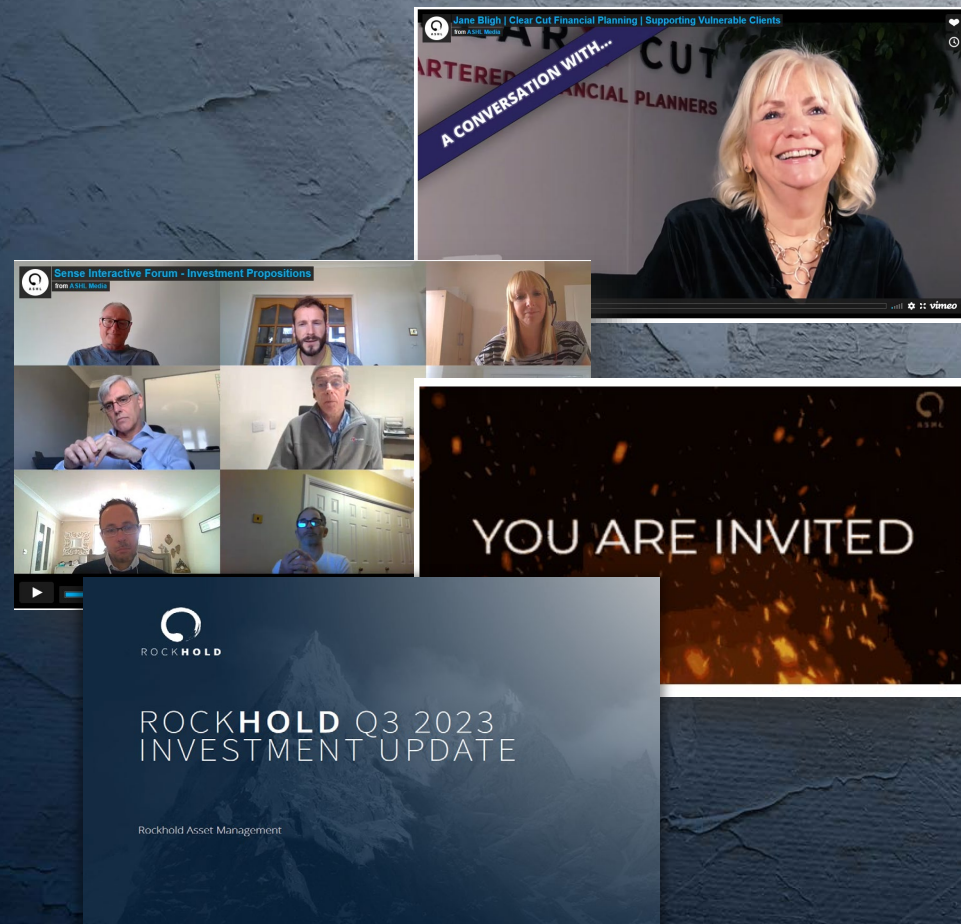 Jane Bligh | Clear Cut Financial Planning | Supporting Vulnerable Clients
from ASHL Media
CUT
FINANCIAL PLANNERS
A CONVERSATION WITH...
vimeo
Sense Interactive Forum - Investment Propositions
from ASHL Media
ASHL
YOU ARE INVITED
ROCKHOLD
ROCKHOLD Q3 2023
INVESTMENT UPDATE
Rockhold Asset Management